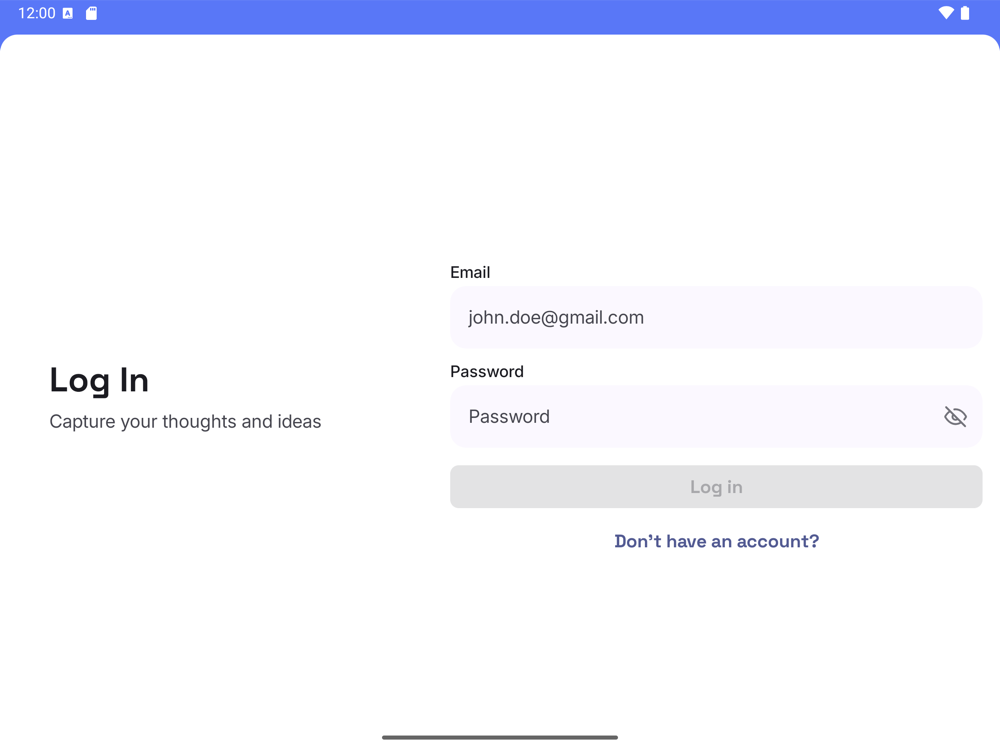 12:00
Log In
Capture your thoughts and ideas
Email
john.doe@gmail.com
Password
Password
Log in
Don't have an account?